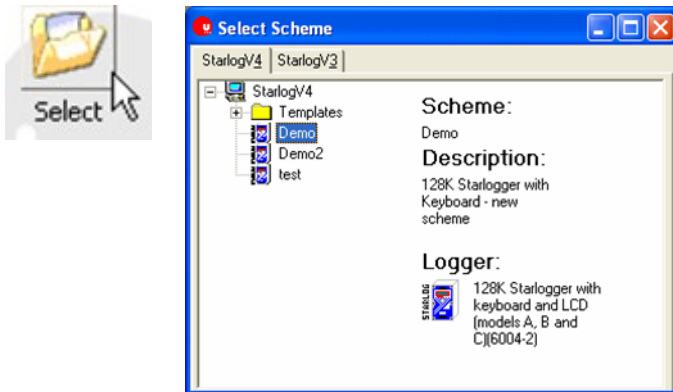 Select
Select Scheme
StarlogV4 StarlogV3
StarlogV4
Templates
Demo
Demo2
test
Scheme:
Demo
Description:
128K Starlogger with
Keyboard - new
scheme
Logger:
STARLOG
128K Starlogger with
keyboard and LCD
(models A, B and
C)(6004-2)